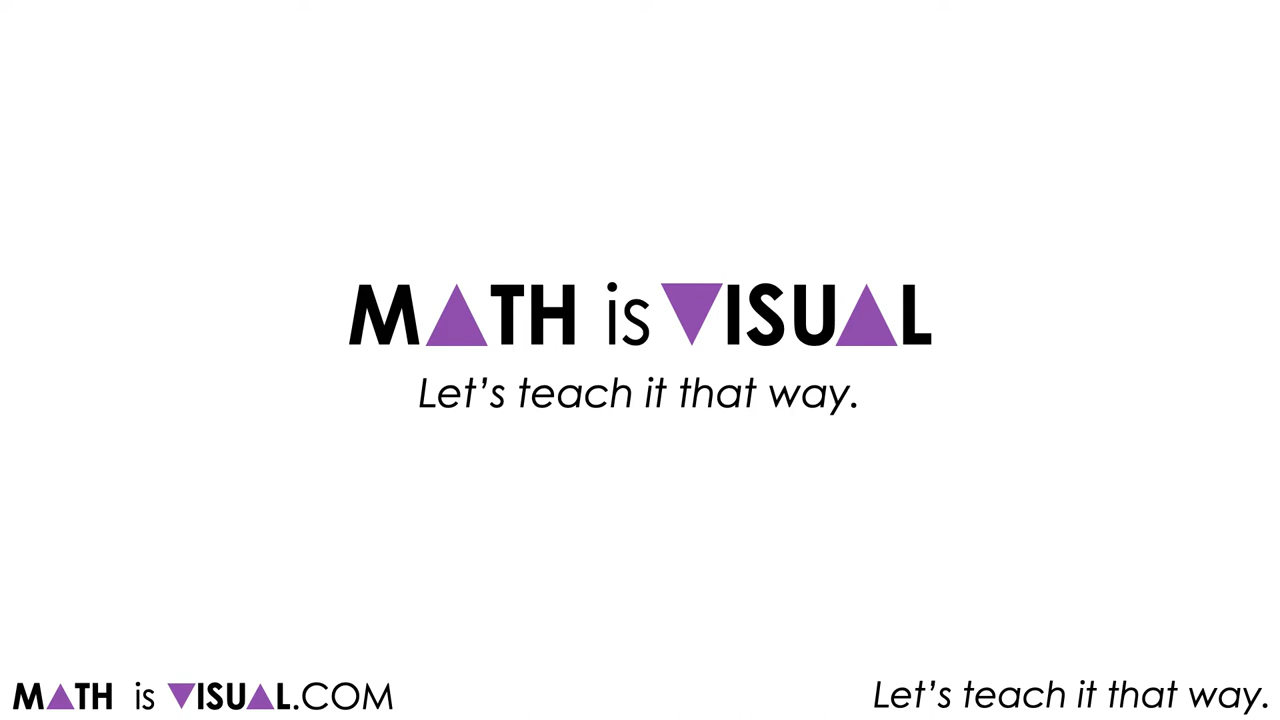 MATH is VISUAL
Let's teach it that way.
MATH is VISUAL.COM
Let's teach it that way.